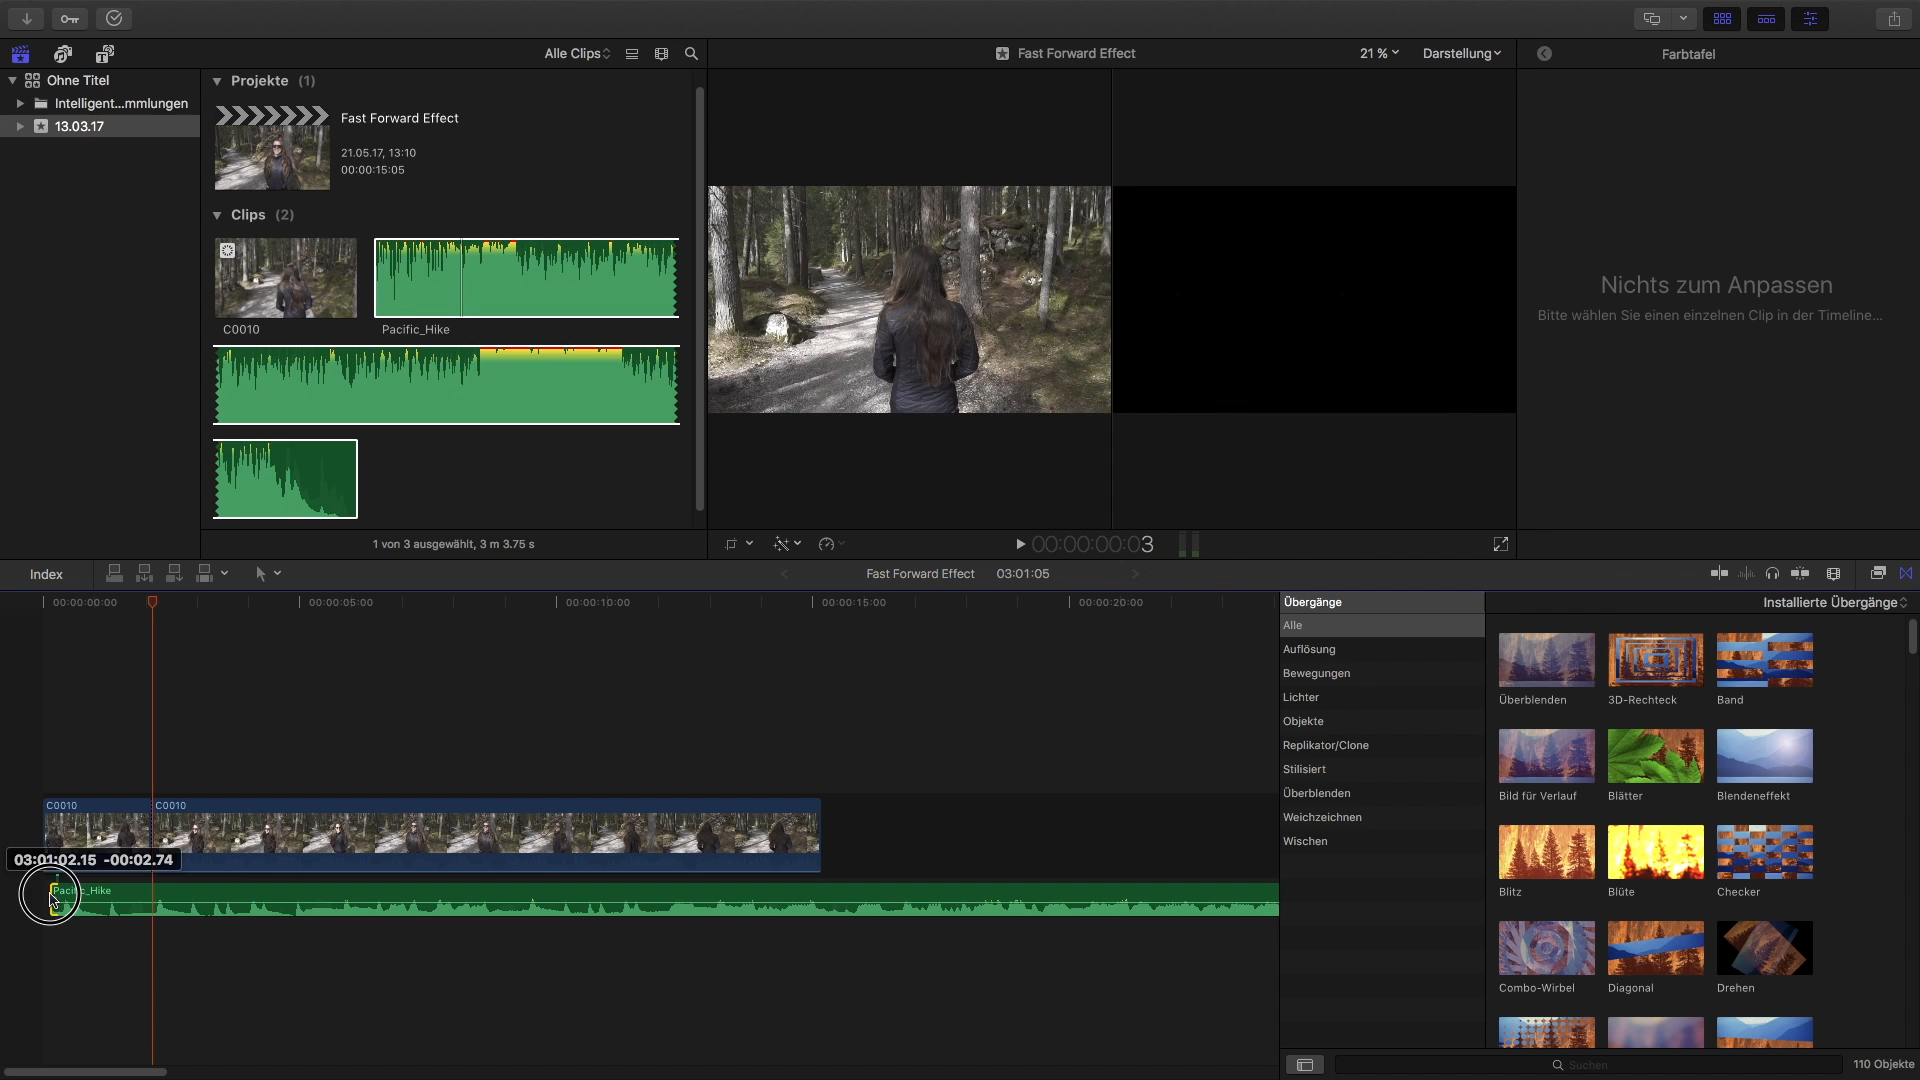 Alle Clips
Fast Forward Effect
21 %
Darstellung
Farbtafel
Ohne Titel
Intelligent...mmlungen
13.03.17
Projekte (1)
Fast Forward Effect
21.05.17, 13:10
00:00:15:05
Clips (2)
C0010
Pacific_Hike
Nichts zum Anpassen
Bitte wählen Sie einen einzelnen Clip in der Timeline...
1 von 3 ausgewählt, 3 m 3.75 s
00:00:00:03
Index
Fast Forward Effect
03:01:05
00:00:00:00
00:00:05:00
00:00:10:00
00:00:15:00
00:00:20:00
C0010
C0010
03:01:02.15 -00:02.74
Pacific_Hike
Übergänge
Alle
Auflösung
Bewegungen
Lichter
Objekte
Replikator/Clone
Stilisiert
Überblenden
Weichzeichnen
Wischen
Installierte Übergänge
Überblenden
3D-Rechteck
Band
Bild für Verlauf
Blätter
Blendeneffekt
Blitz
Blüte
Checker
Combo-Wirbel
Diagonal
Drehen
Suchen
110 Objekte